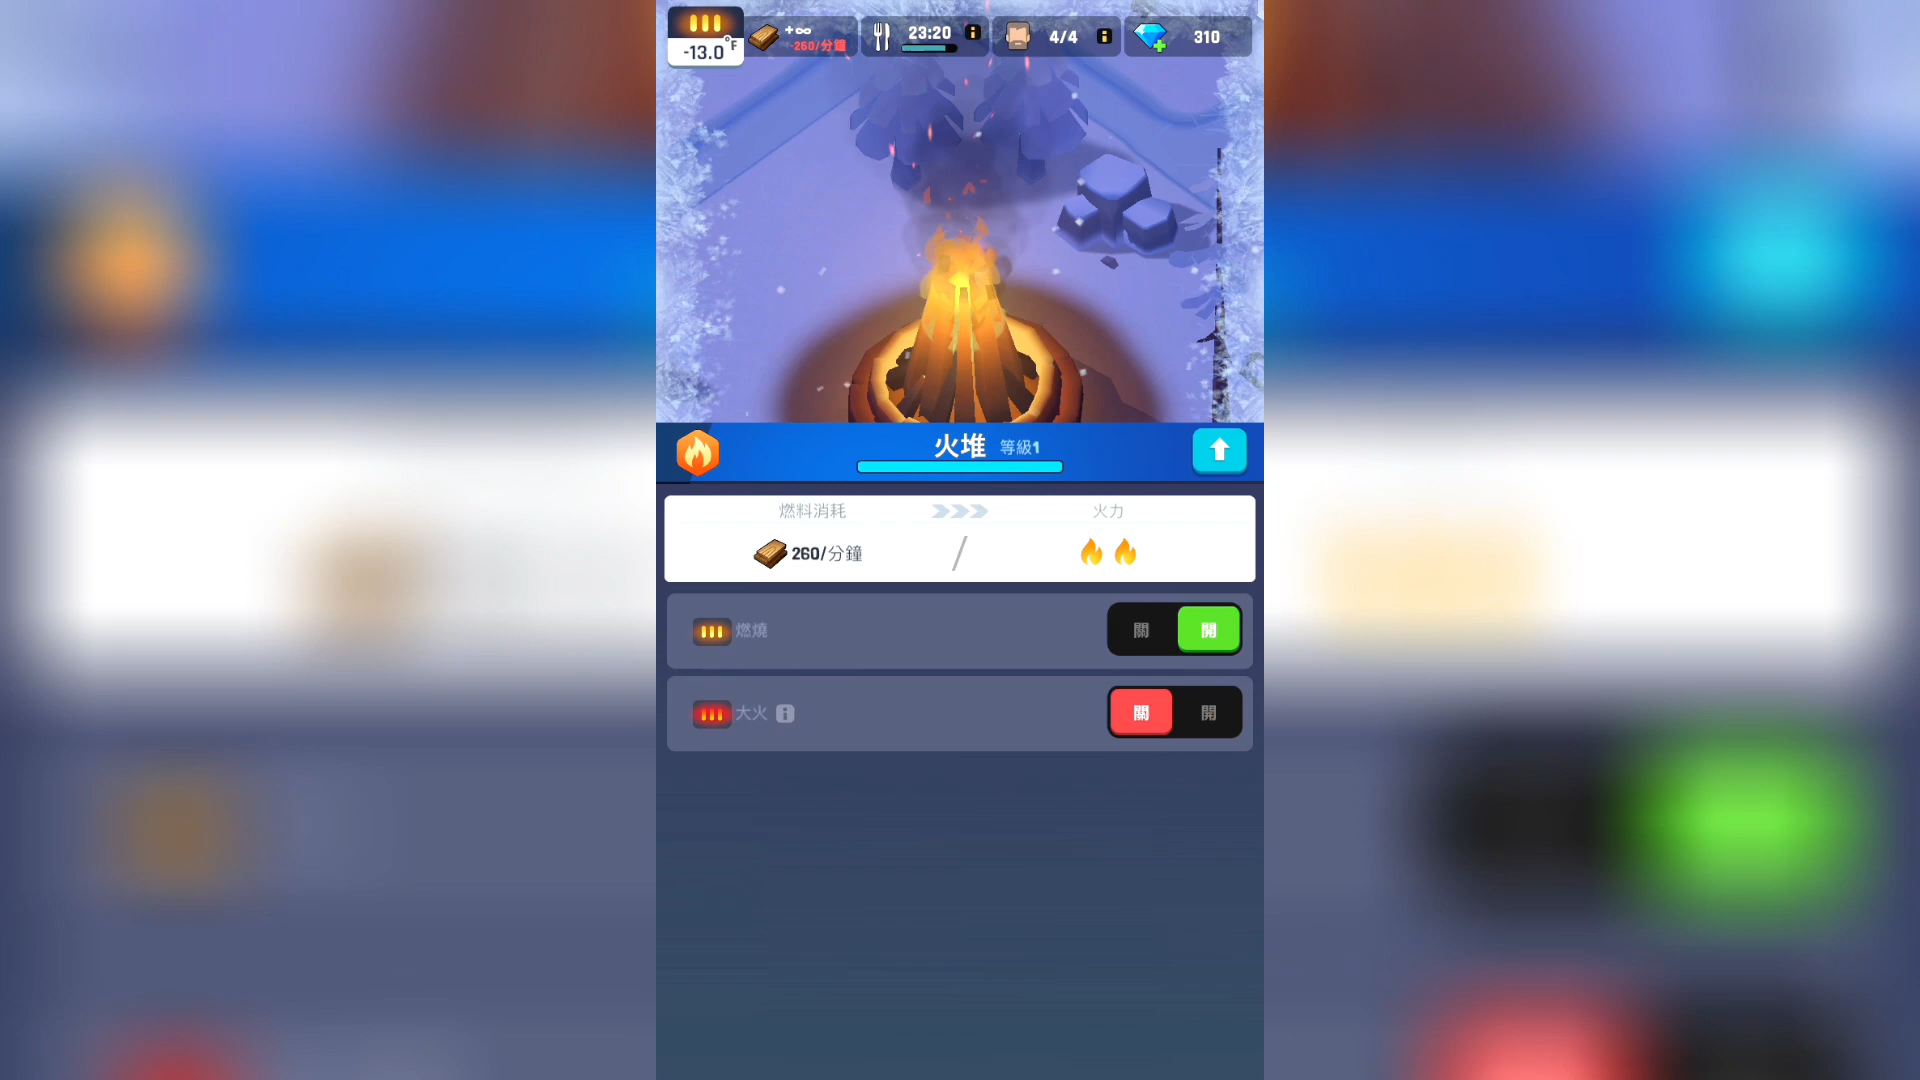 -13.0°F
+∞
-260/分鐘
23:20
4/4
310
火堆 等級1
燃料消耗 火力
260/分鐘 /
燃燒 關 開
大火 關 開